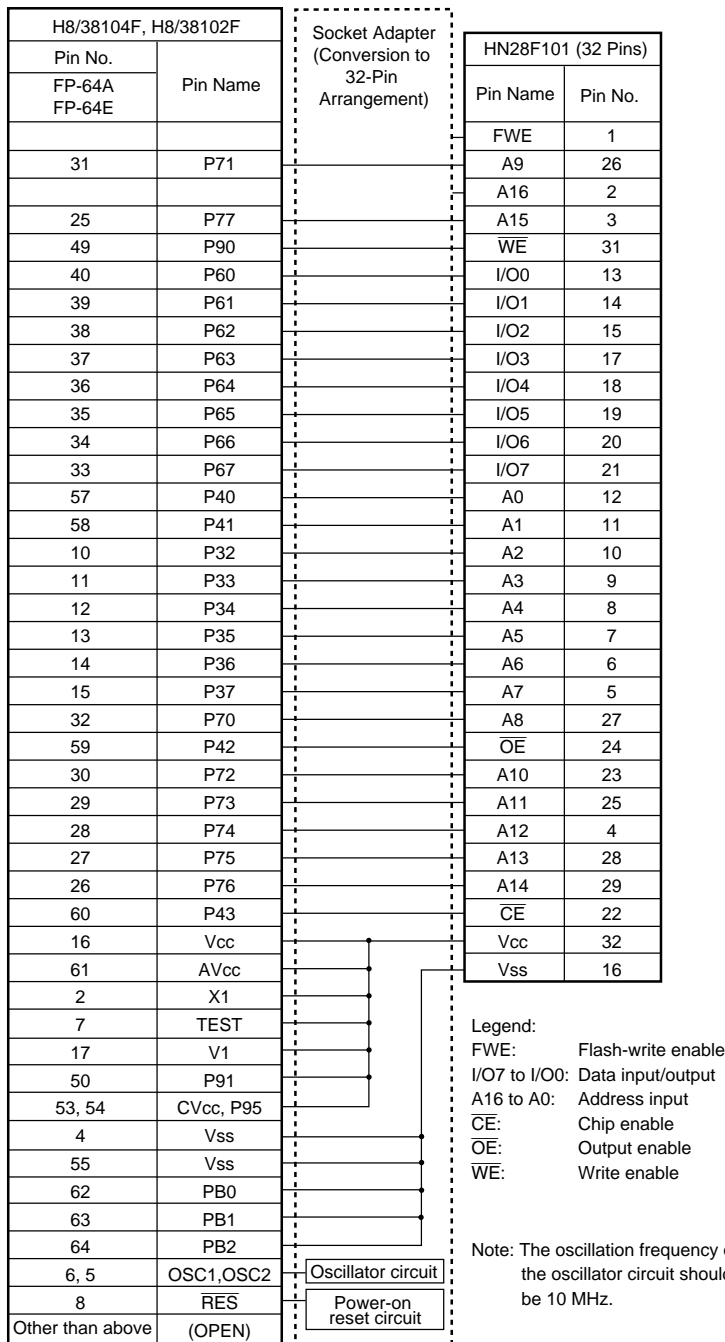 H8/38104F, H8/38102F
Pin No.
FP-64A
FP-64E
Pin Name
31 P71
25 P77
49 P90
40 P60
39 P61
38 P62
37 P63
36 P64
35 P65
34 P66
33 P67
57 P40
58 P41
10 P32
11 P33
12 P34
13 P35
14 P36
15 P37
32 P70
59 P42
30 P72
29 P73
28 P74
27 P75
26 P76
60 P43
16 Vcc
61 AVcc
2 X1
7 TEST
17 V1
50 P91
53, 54 CVcc, P95
4 Vss
55 Vss
62 PB0
63 PB1
64 PB2
6, 5 OSC1,OSC2
8 R̅E̅S̅
Other than above (OPEN)
Socket Adapter
(Conversion to
32-Pin
Arrangement)
Oscillator circuit
Power-on
reset circuit
HN28F101 (32 Pins)
Pin Name Pin No.
FWE 1
A9 26
A16 2
A15 3
W̅E̅ 31
I/O0 13
I/O1 14
I/O2 15
I/O3 17
I/O4 18
I/O5 19
I/O6 20
I/O7 21
A0 12
A1 11
A2 10
A3 9
A4 8
A5 7
A6 6
A7 5
A8 27
O̅E̅ 24
A10 23
A11 25
A12 4
A13 28
A14 29
C̅E̅ 22
Vcc 32
Vss 16
Legend:
FWE: Flash-write enable
I/O7 to I/O0: Data input/output
A16 to A0: Address input
C̅E̅: Chip enable
O̅E̅: Output enable
W̅E̅: Write enable
Note: The oscillation frequency
the oscillator circuit
be 10 MHz.